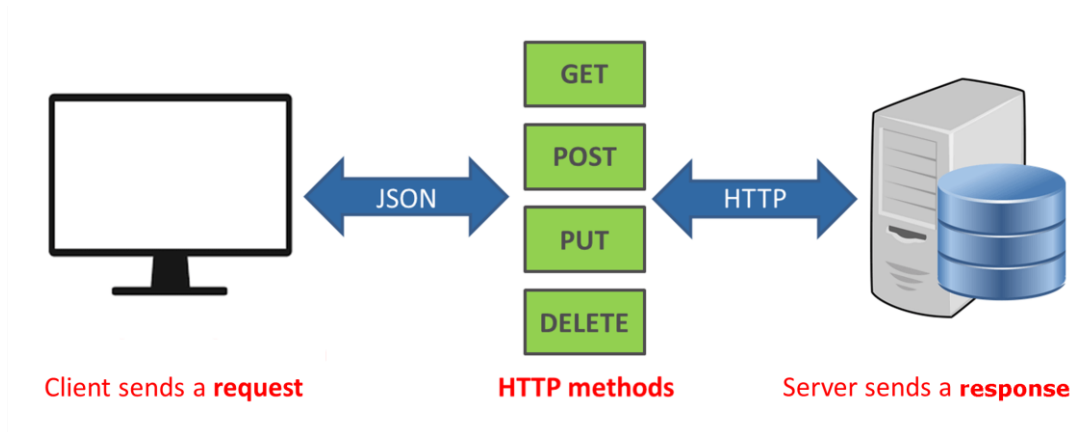 GET
POST
JSON
HTTP
PUT
DELETE
Client sends a request
HTTP methods
Server sends a response